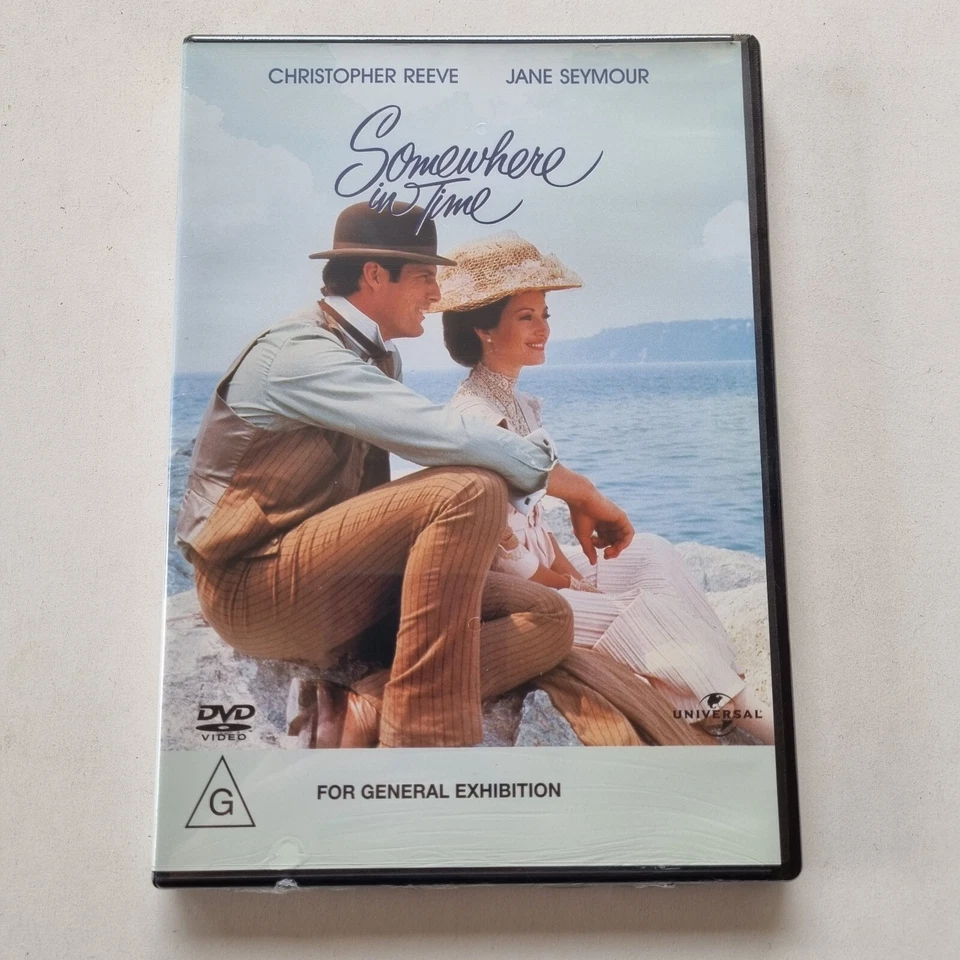 CHRISTOPHER REEVE JANE SEYMOUR
Somewhere
in Time
DVD
VIDEO
UNIVERSAL
G
FOR GENERAL EXHIBITION